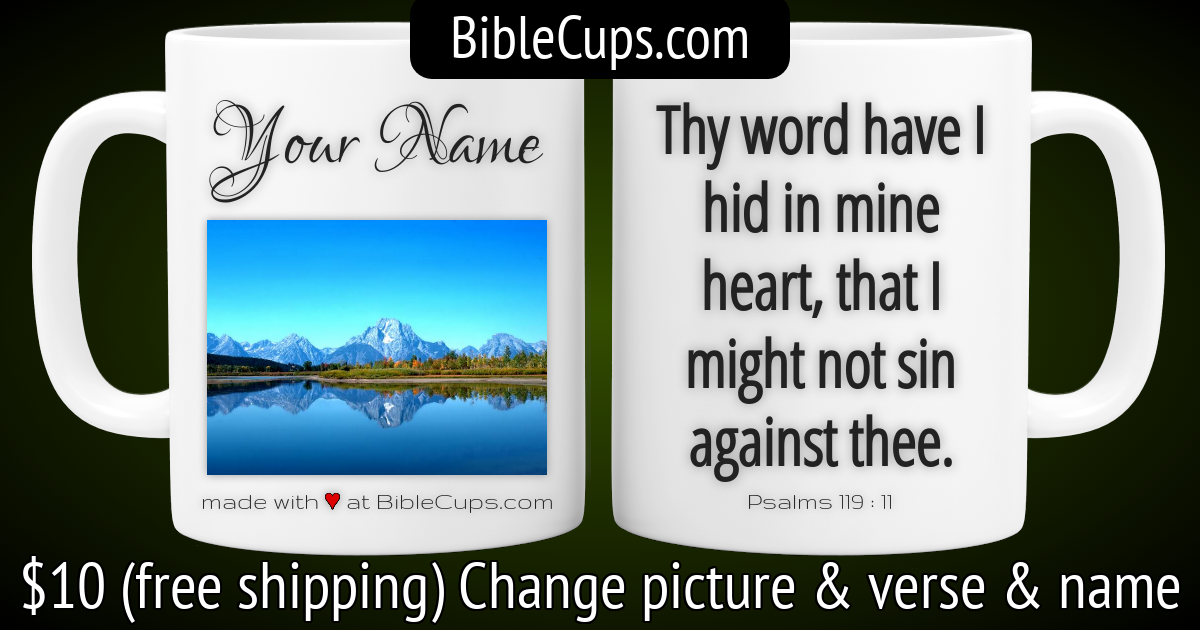 BibleCups.com
Your Name
made with ♥ at BibleCups.com
Thy word have I
hid in mine
heart, that I
might not sin
against thee.
Psalms 119 : 11
$10 (free shipping) Change picture & verse & name